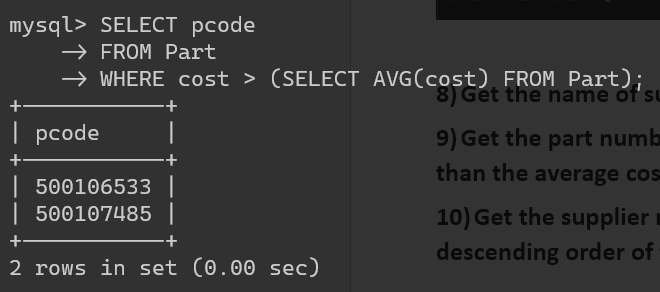 mysql> SELECT pcode
    -> FROM Part
    -> WHERE cost > (SELECT AVG(cost) FROM Part);
+-----------+
| pcode     |
+-----------+
| 500106533 |
| 500107485 |
+-----------+
2 rows in set (0.00 sec)
8) Get the name of su
9) Get the part numb
than the average cos
10) Get the supplier
descending order of